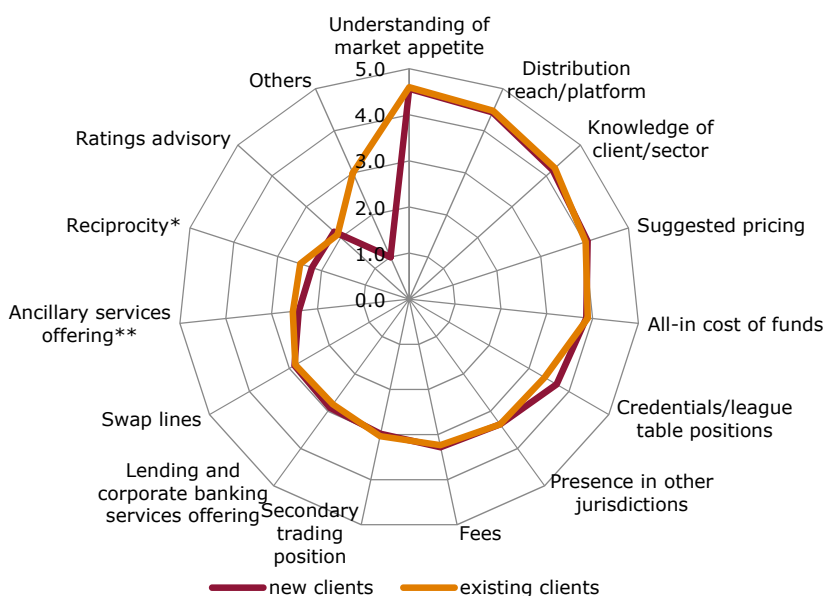 Understanding of
market appetite
Distribution
reach/platform
Knowledge of
client/sector
Suggested pricing
All-in cost of funds
Credentials/league
table positions
Presence in other
jurisdictions
Fees
Secondary
trading
position
Lending and
corporate banking
services offering
Swap lines
Ancillary services
offering**
Reciprocity*
Ratings advisory
Others
5.0
4.0
3.0
2.0
1.0
0.0
new clients
existing clients